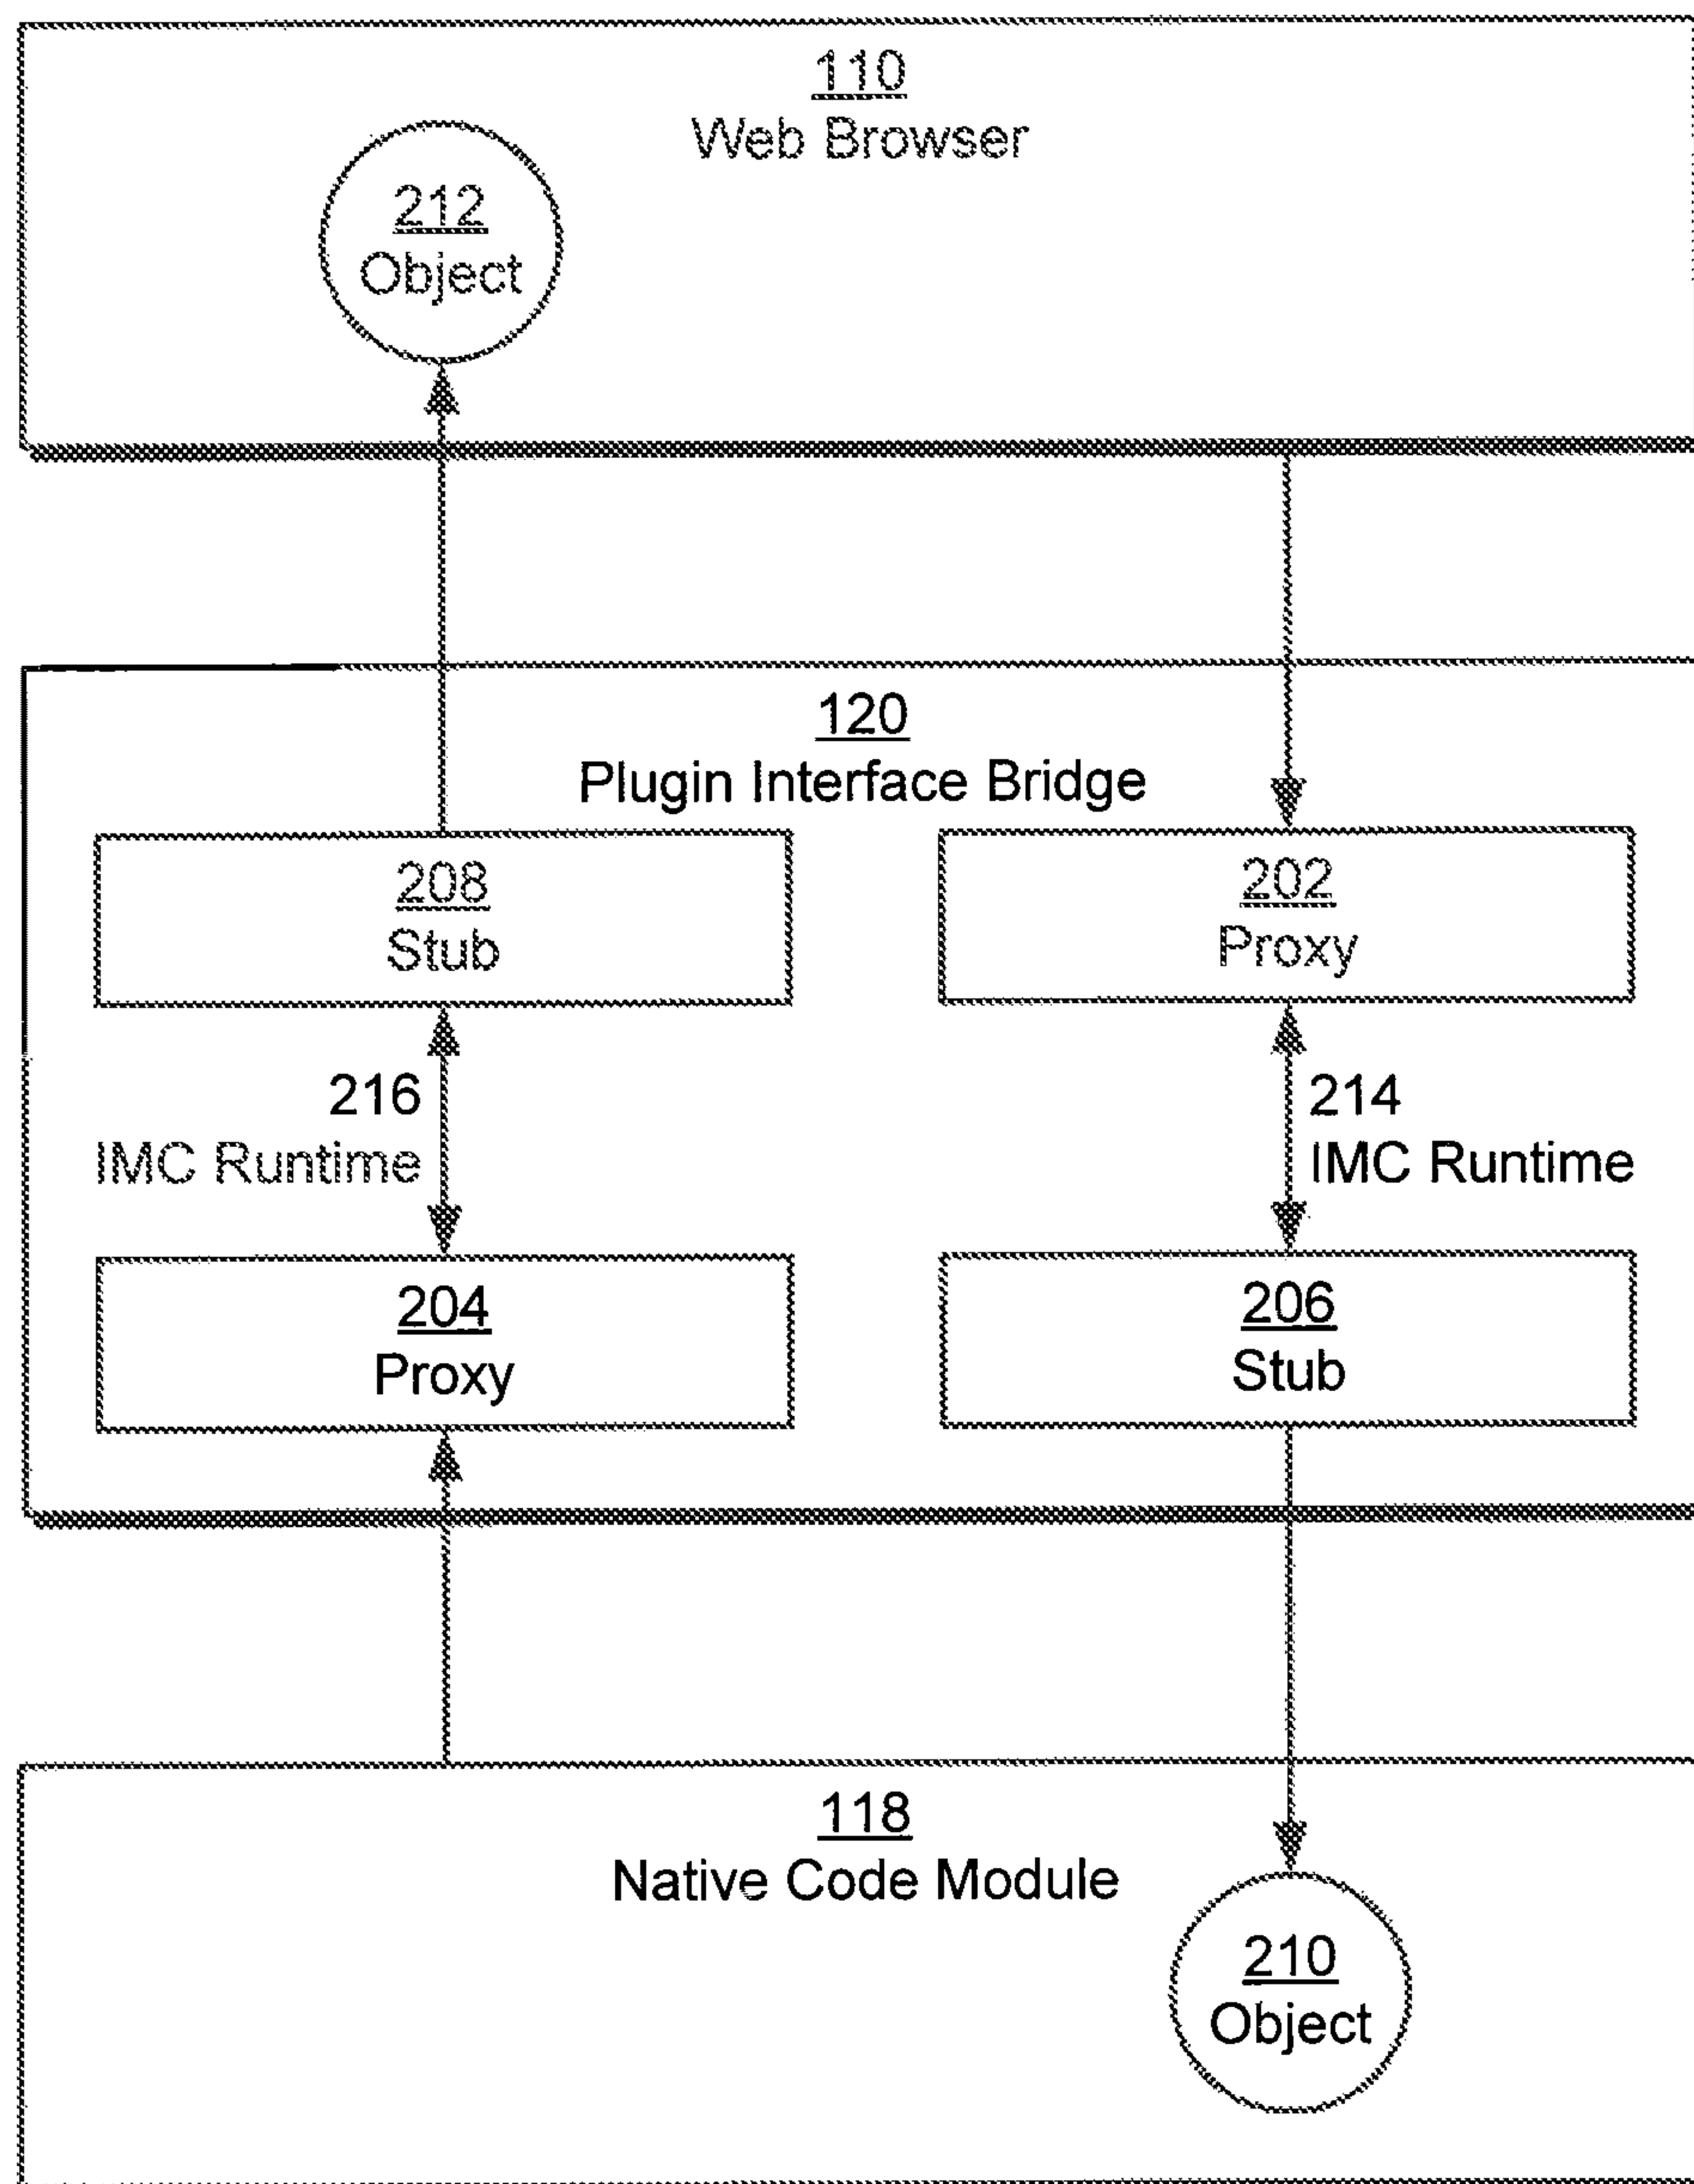 110
Web Browser
212
Object
120
Plugin Interface Bridge
208
Stub
202
Proxy
216
IMC Runtime
214
IMC Runtime
204
Proxy
206
Stub
118
Native Code Module
210
Object